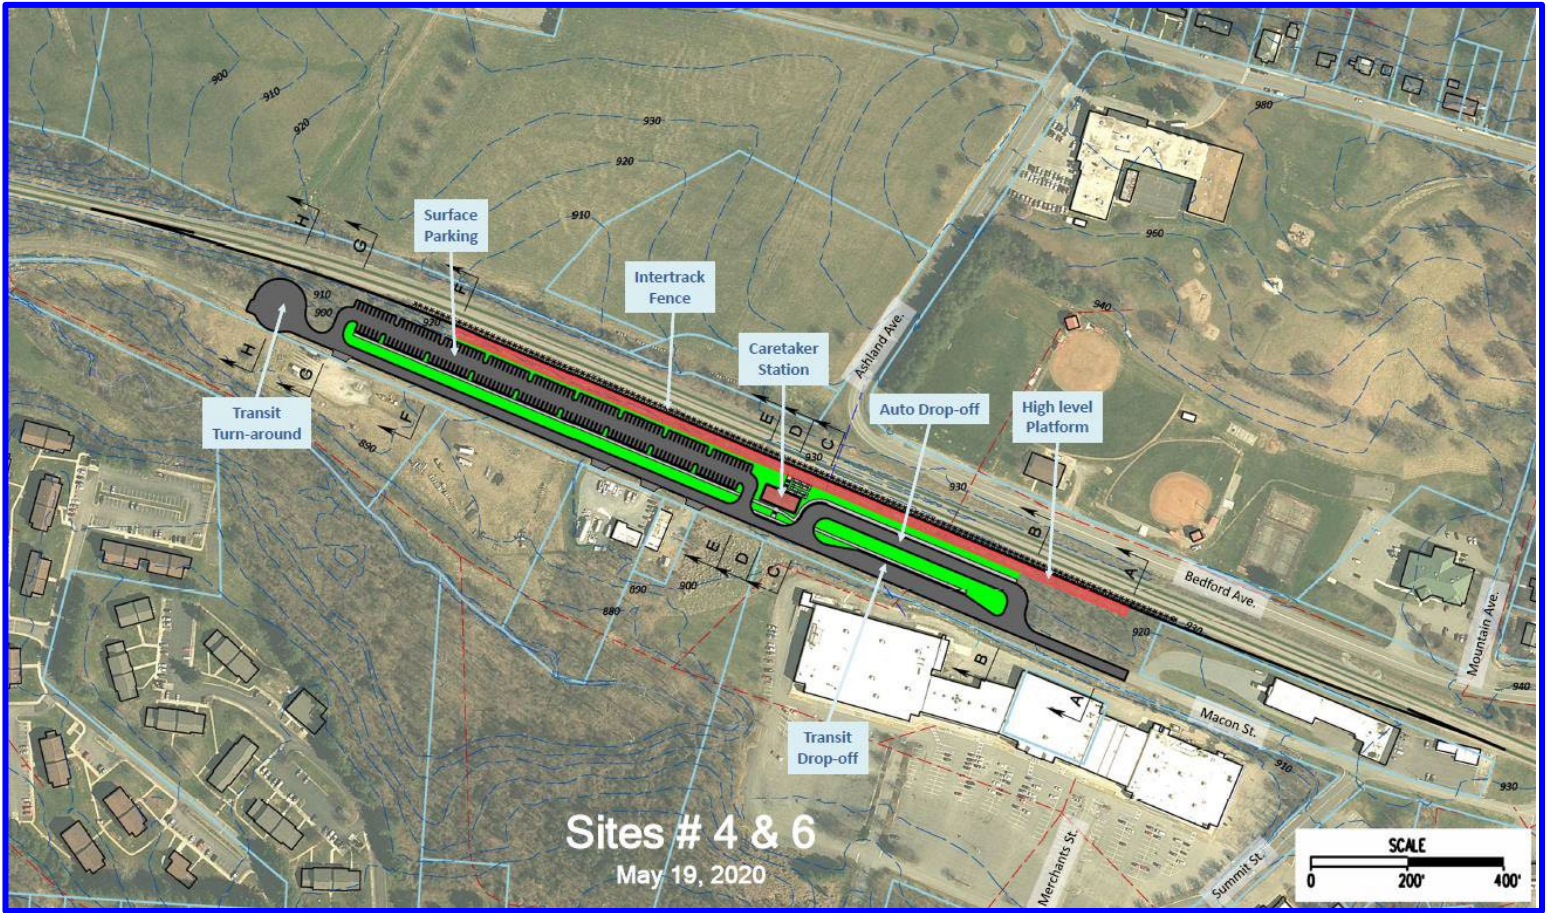 900
910
920
930
920
910
980
960
940
H
G
F
Surface
Parking
Intertrack
Fence
Ashland Ave.
910
900
930
Caretaker
Station
Auto Drop-off
High level
Platform
H
G
F
E
D
C
Transit
Turn-around
890
930
930
B
A
Bedford Ave.
Mountain Ave.
E
D
C
890
900
880
920
930
940
B
A
Macon St.
Transit
Drop-off
910
930
Sites # 4 & 6
May 19, 2020
Merchants St.
Summit St.
SCALE
0 200' 400'